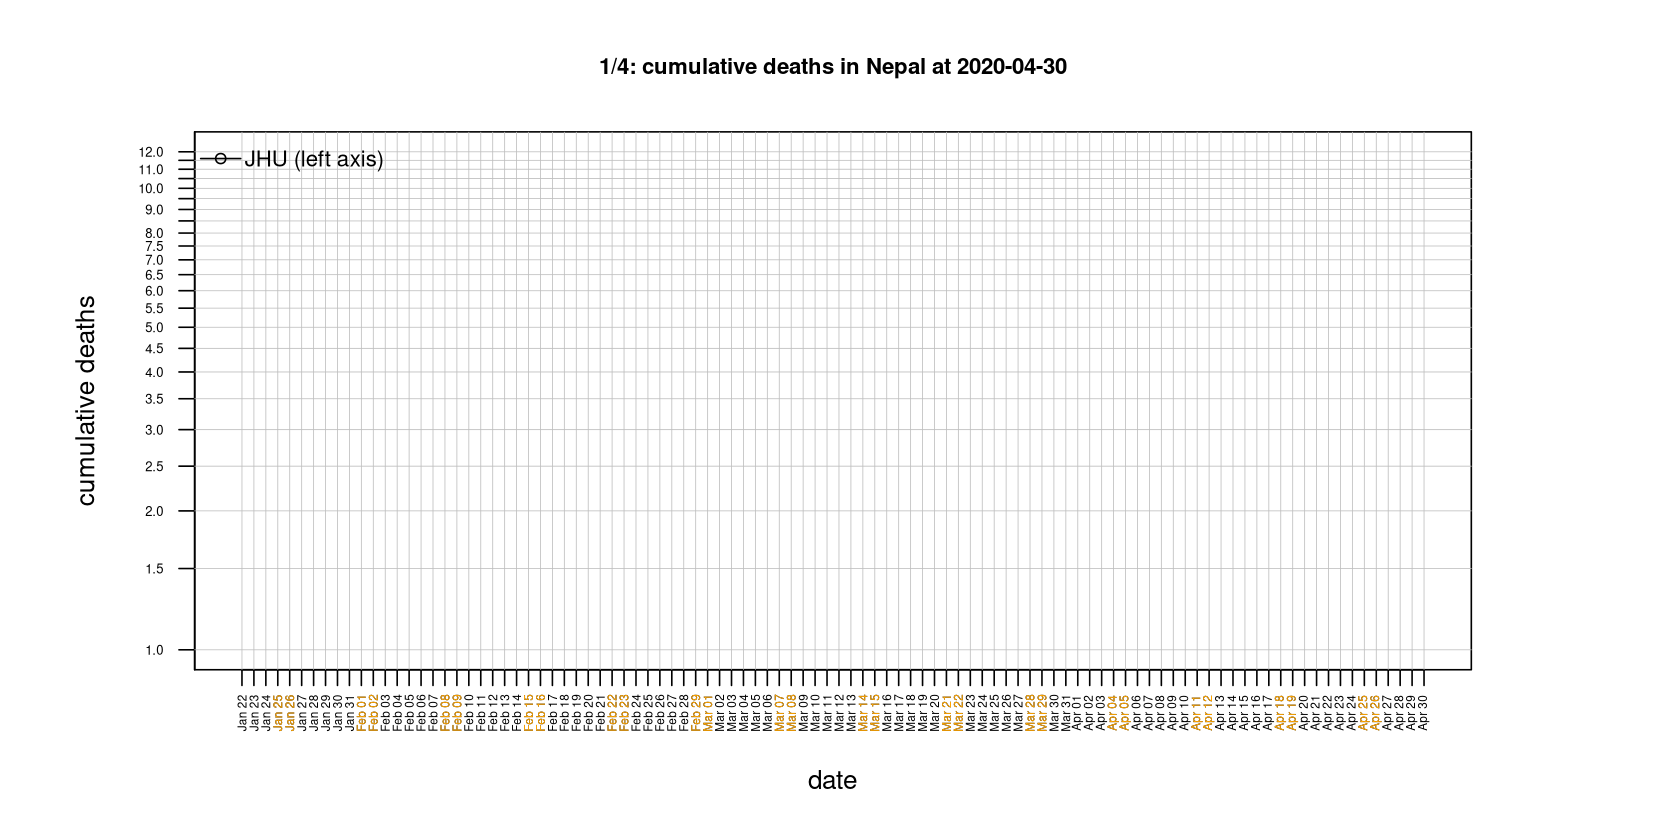 1/4: cumulative deaths in Nepal at 2020-04-30
JHU (left axis)
cumulative deaths
12.0
11.0
10.0
9.0
8.0
7.5
7.0
6.5
6.0
5.5
5.0
4.5
4.0
3.5
3.0
2.5
2.0
1.5
1.0
Jan 22
Jan 23
Jan 24
Jan 25
Jan 26
Jan 27
Jan 28
Jan 29
Jan 30
Jan 31
Feb 01
Feb 02
Feb 03
Feb 04
Feb 05
Feb 06
Feb 07
Feb 08
Feb 09
Feb 10
Feb 11
Feb 12
Feb 13
Feb 14
Feb 15
Feb 16
Feb 17
Feb 18
Feb 19
Feb 20
Feb 21
Feb 22
Feb 23
Feb 24
Feb 25
Feb 26
Feb 27
Feb 28
Feb 29
Mar 01
Mar 02
Mar 03
Mar 04
Mar 05
Mar 06
Mar 07
Mar 08
Mar 09
Mar 10
Mar 11
Mar 12
Mar 13
Mar 14
Mar 15
Mar 16
Mar 17
Mar 18
Mar 19
Mar 20
Mar 21
Mar 22
Mar 23
Mar 24
Mar 25
Mar 26
Mar 27
Mar 28
Mar 29
Mar 30
Mar 31
Apr 01
Apr 02
Apr 03
Apr 04
Apr 05
Apr 06
Apr 07
Apr 08
Apr 09
Apr 10
Apr 11
Apr 12
Apr 13
Apr 14
Apr 15
Apr 16
Apr 17
Apr 18
Apr 19
Apr 20
Apr 21
Apr 22
Apr 23
Apr 24
Apr 25
Apr 26
Apr 27
Apr 28
Apr 29
Apr 30
date